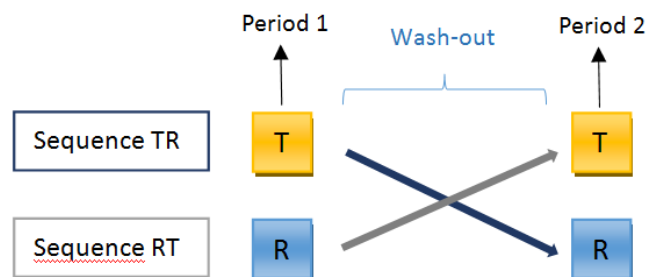 Period 1
Wash-out
Period 2
Sequence TR
T
T
Sequence RT
R
R